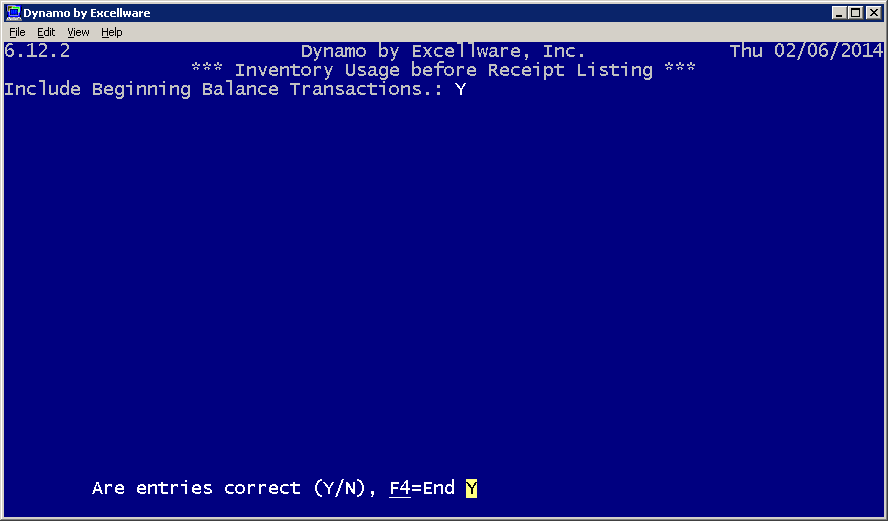 Dynamo by Excellware
File Edit View Help
6.12.2 Dynamo by Excellware, Inc. Thu 02/06/2014
*** Inventory Usage before Receipt Listing ***
Include Beginning Balance Transactions.: Y
Are entries correct (Y/N), F4=End Y